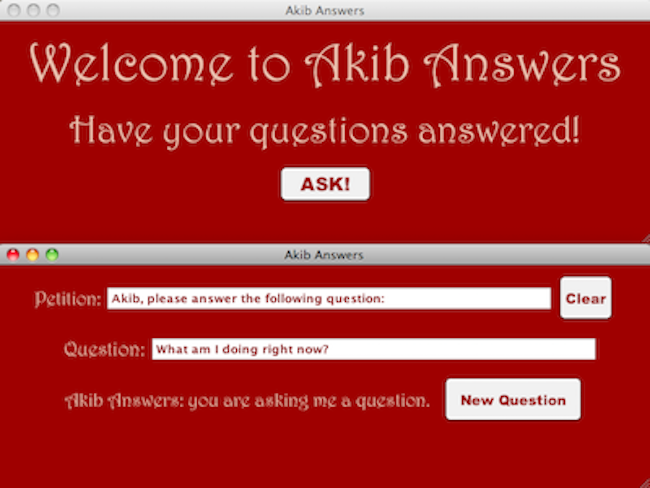 Akib Answers
Welcome to Akib Answers
Have your questions answered!
ASK!
Akib Answers
Petition: Akib, please answer the following question: Clear
Question: What am I doing right now?
Akib Answers: you are asking me a question. New Question